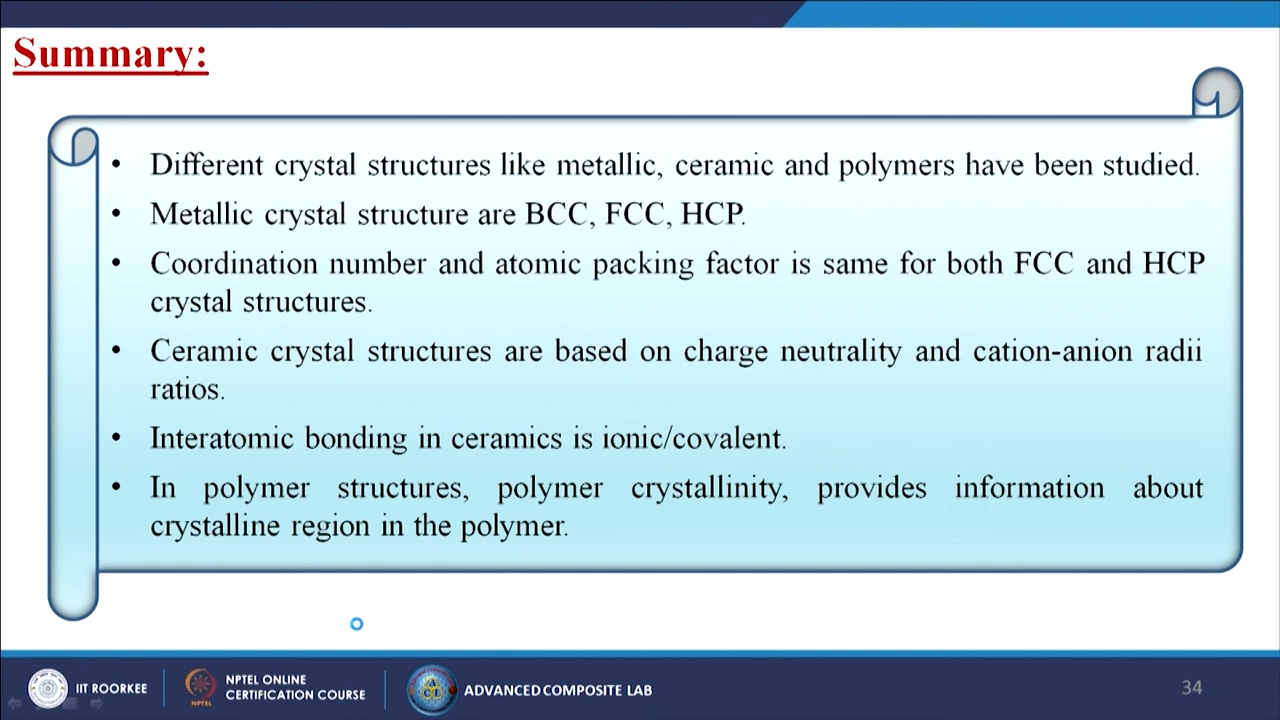 Summary:
• Different crystal structures like metallic, ceramic and polymers have been studied.
• Metallic crystal structure are BCC, FCC, HCP.
• Coordination number and atomic packing factor is same for both FCC and HCP
crystal structures.
• Ceramic crystal structures are based on charge neutrality and cation-anion radii
ratios.
• Interatomic bonding in ceramics is ionic/covalent.
• In polymer structures, polymer crystallinity, provides information about
crystalline region in the polymer.
IIT ROORKEE
NPTEL
NPTEL ONLINE
CERTIFICATION COURSE
ADVANCED COMPOSITE LAB
34